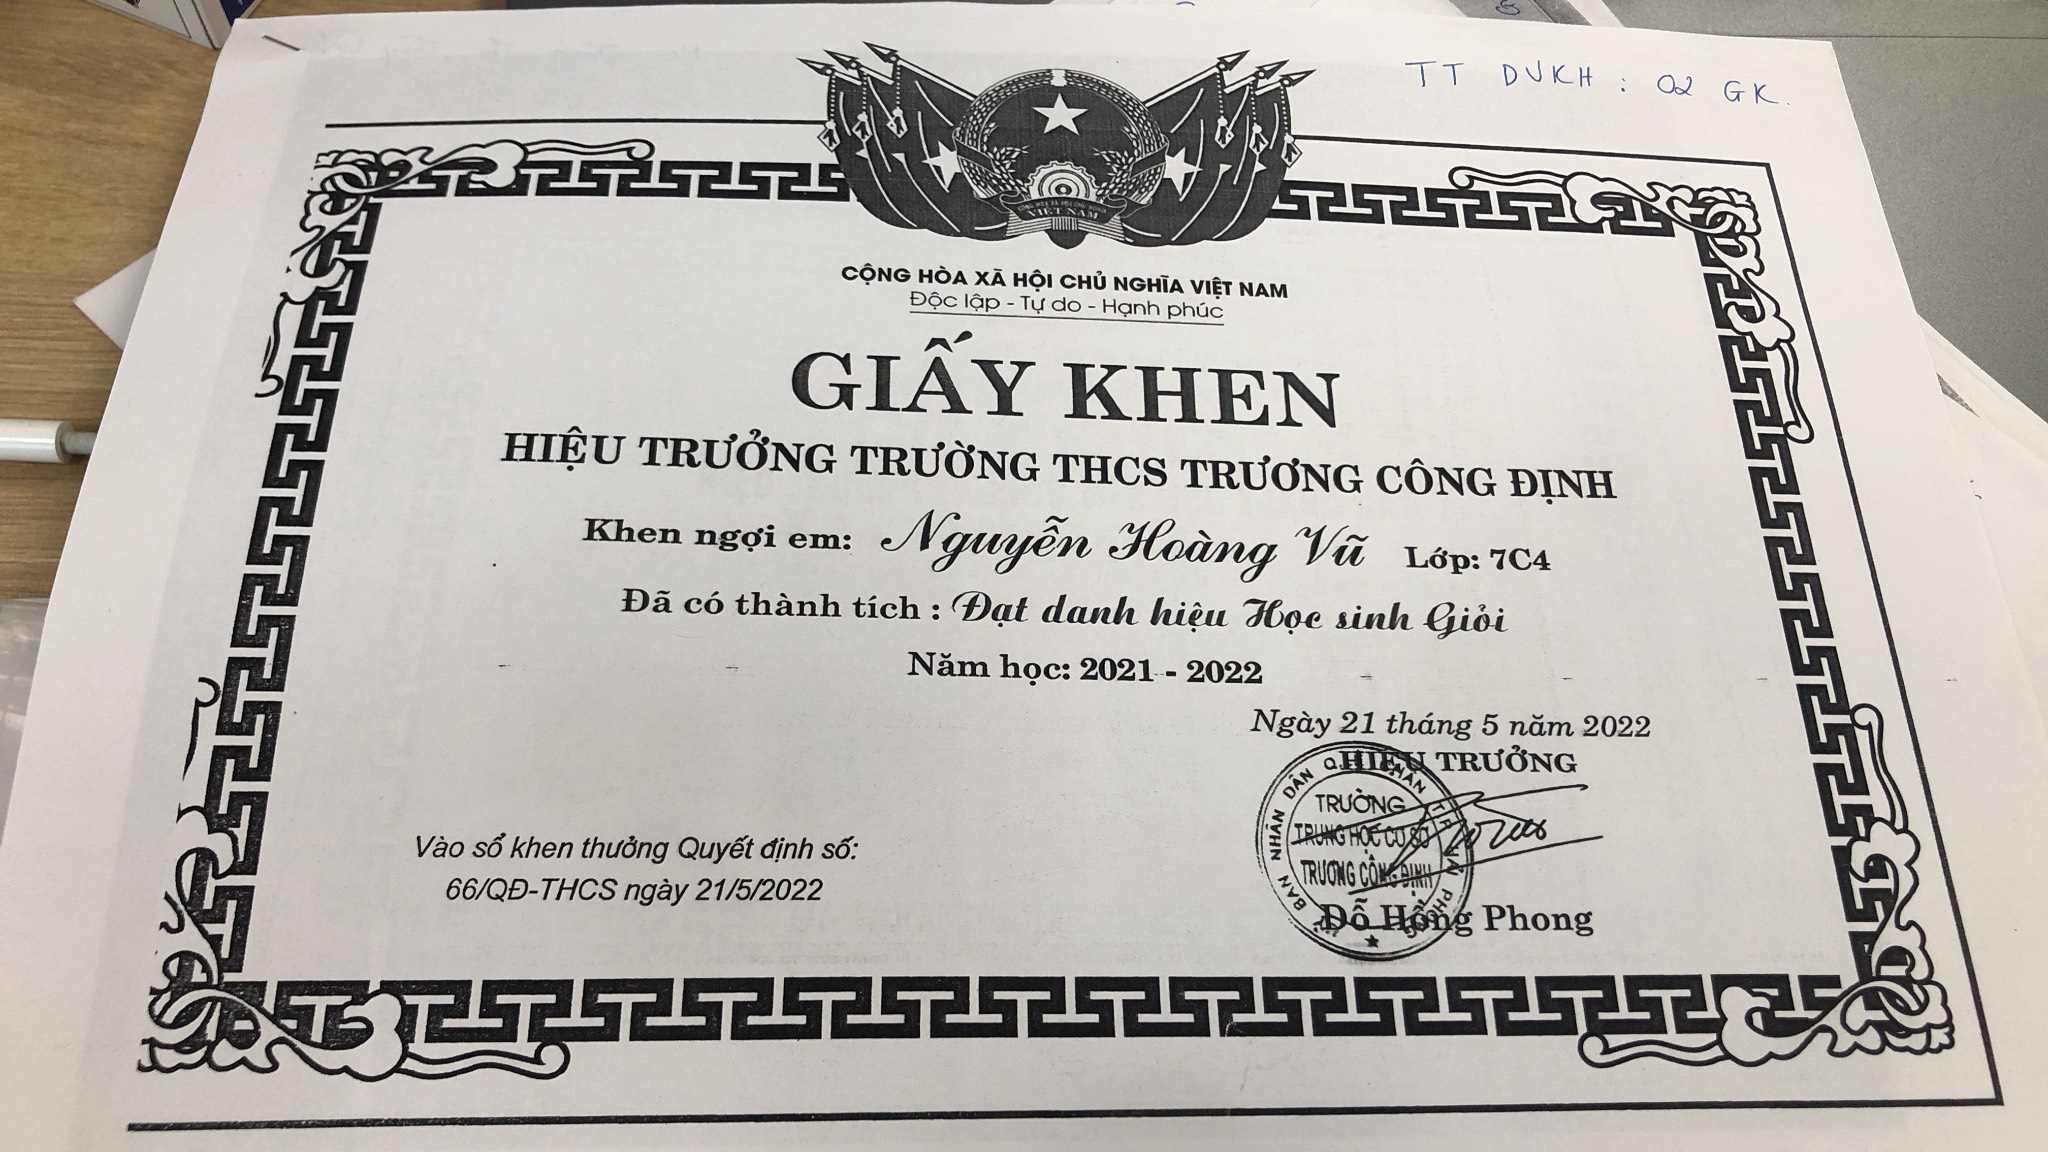 TT DVKH : 02 GK.
VIỆT NAM
CỘNG HÒA XÃ HỘI CHỦ NGHĨA VIỆT NAM
Độc lập - Tự do - Hạnh phúc
GIẤY KHEN
HIỆU TRƯỞNG TRƯỜNG THCS TRƯƠNG CÔNG ĐỊNH
Khen ngợi em: Nguyễn Hoàng Vũ Lớp: 7C4
Đã có thành tích : Đạt danh hiệu Học sinh Giỏi
Năm học: 2021 - 2022
Ngày 21 tháng 5 năm 2022
HIỆU TRƯỞNG
TRƯỜNG
TRUNG HỌC CƠ SỞ
TRƯƠNG CÔNG ĐỊNH
Đỗ Hồng Phong
Vào sổ khen thưởng Quyết định số:
66/QĐ-THCS ngày 21/5/2022